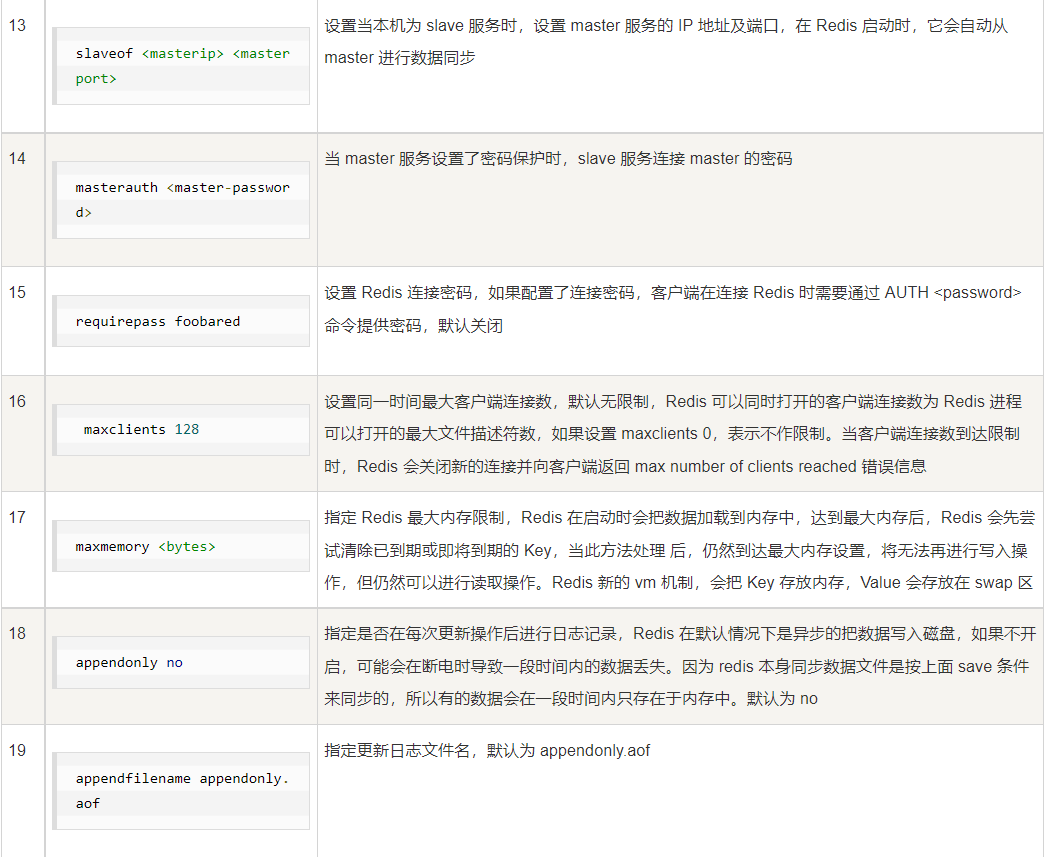 13
slaveof <masterip> <master
port>
设置当本机为 slave 服务时，设置 master 服务的 IP 地址及端口，在 Redis 启动时，它会自动从
master 进行数据同步
14
masterauth <master-passwor
d>
当 master 服务设置了密码保护时，slave 服务连接 master 的密码
15
requirepass foobared
设置 Redis 连接密码，如果配置了连接密码，客户端在连接 Redis 时需要通过 AUTH <password>
命令提供密码，默认关闭
16
maxclients 128
设置同一时间最大客户端连接数，默认无限制，Redis 可以同时打开的客户端连接数为 Redis 进程
可以打开的最大文件描述符数，如果设置 maxclients 0，表示不作限制。当客户端连接数到达限制
时，Redis 会关闭新的连接并向客户端返回 max number of clients reached 错误信息
17
maxmemory <bytes>
指定 Redis 最大内存限制，Redis 在启动时会把数据加载到内存中，达到最大内存后，Redis 会先尝
试清除已到期或即将到期的 Key，当此方法处理 后，仍然到达最大内存设置，将无法再进行写入操
作，但仍然可以进行读取操作。Redis 新的 vm 机制，会把 Key 存放内存，Value 会存放在 swap 区
18
appendonly no
指定是否在每次更新操作后进行日志记录，Redis 在默认情况下是异步的把数据写入磁盘，如果不开
启，可能会在断电时导致一段时间内的数据丢失。因为 redis 本身同步数据文件是按上面 save 条件
来同步的，所以有的数据会在一段时间内只存在于内存中。默认为 no
19
appendfilename appendonly.
aof
指定更新日志文件名，默认为 appendonly.aof